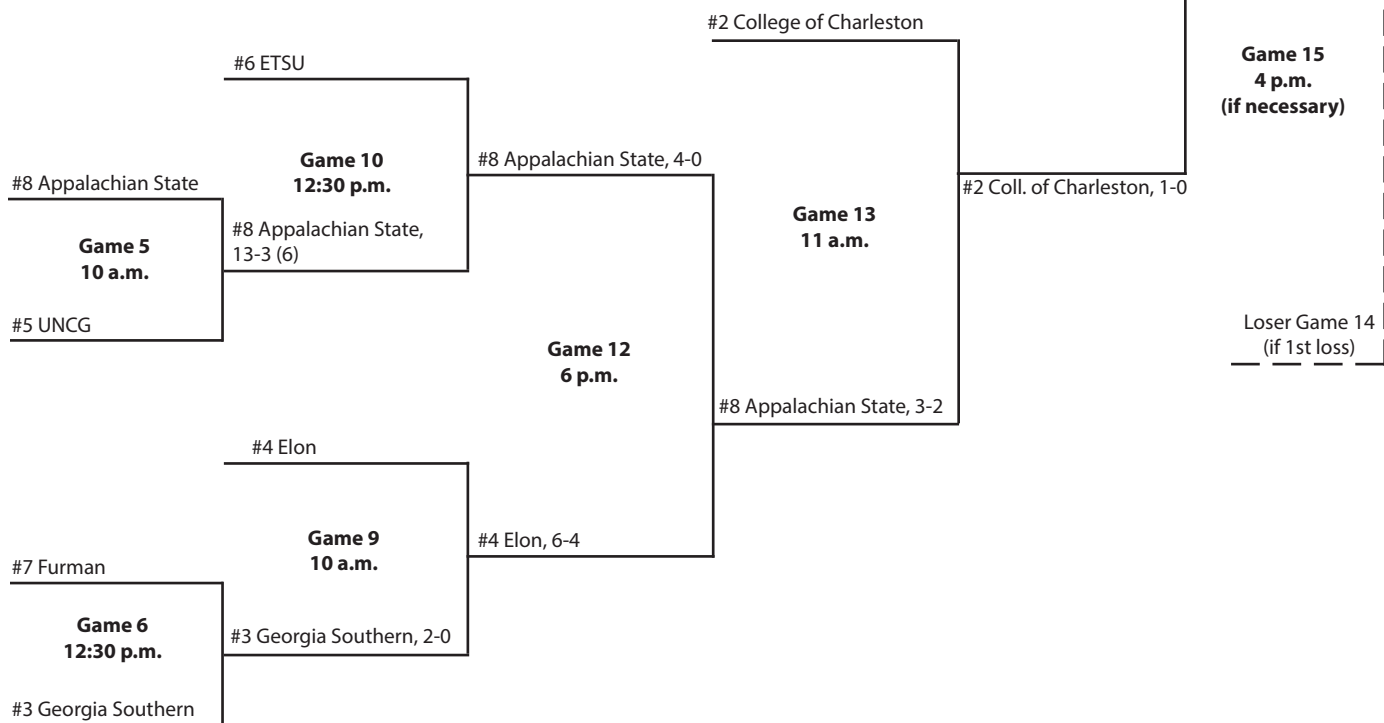 #2 College of Charleston
#6 ETSU
Game 15
4 p.m.
(if necessary)
Game 10
12:30 p.m.
#8 Appalachian State, 4-0
#8 Appalachian State
#2 Coll. of Charleston, 1-0
Game 13
11 a.m.
#8 Appalachian State,
13-3 (6)
Game 5
10 a.m.
#5 UNCG
Loser Game 14
(if 1st loss)
Game 12
6 p.m.
#8 Appalachian State, 3-2
#4 Elon
Game 9
10 a.m.
#4 Elon, 6-4
#7 Furman
Game 6
12:30 p.m.
#3 Georgia Southern, 2-0
#3 Georgia Southern